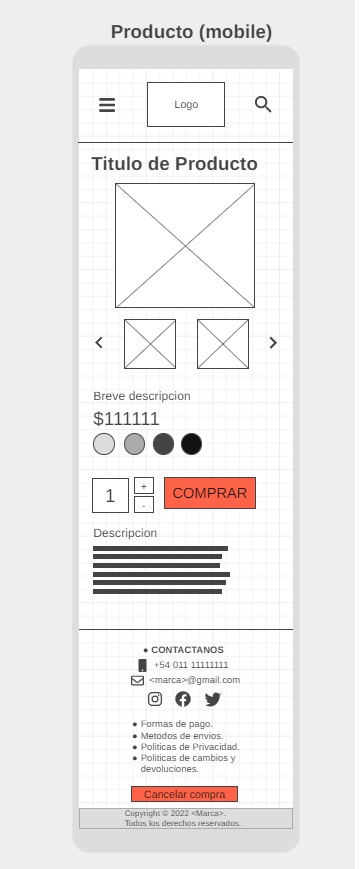 Producto (mobile)
Logo
Titulo de Producto
Breve descripcion
$111111
1
+
-
COMPRAR
Descripcion
• CONTACTANOS
+54 011 11111111
<marca>@gmail.com
• Formas de pago.
• Metodos de envios.
• Politicas de Privacidad.
• Politicas de cambios y
devoluciones.
Cancelar compra
Copyright © 2022 <Marca>.
Todos los derechos reservados.